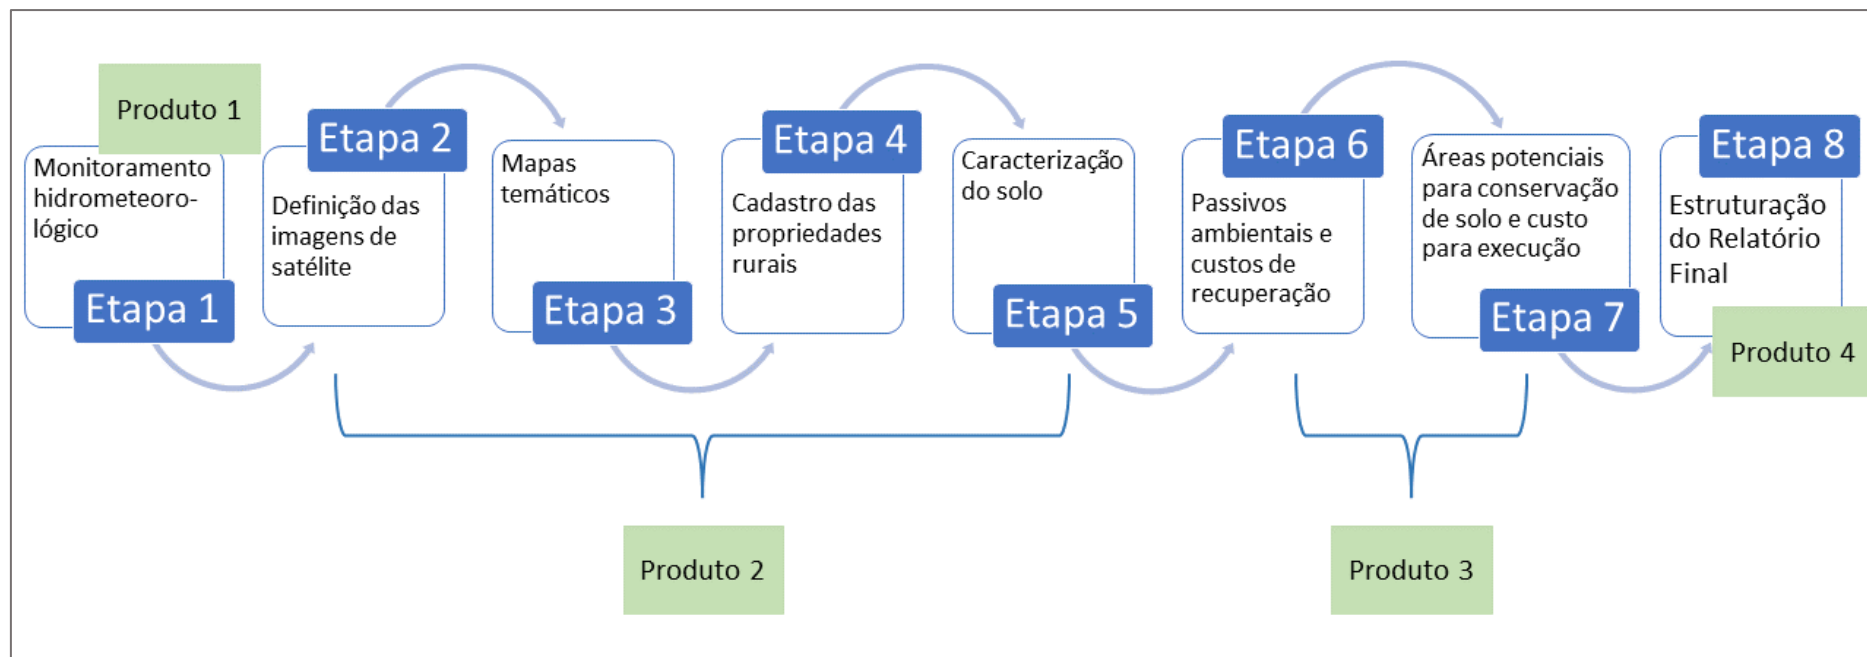 Produto 1
Monitoramento
hidrometeoro-
lógico
Etapa 1
Etapa 2
Definição das
imagens de
satélite
Mapas
temáticos
Etapa 3
Etapa 4
Cadastro das
propriedades
rurais
Caracterização
do solo
Etapa 5
Etapa 6
Passivos
ambientais e
custos de
recuperação
Áreas potenciais
para conservação
de solo e custo
para execução
Etapa 7
Etapa 8
Estruturação
do Relatório
Final
Produto 4
Produto 2
Produto 3